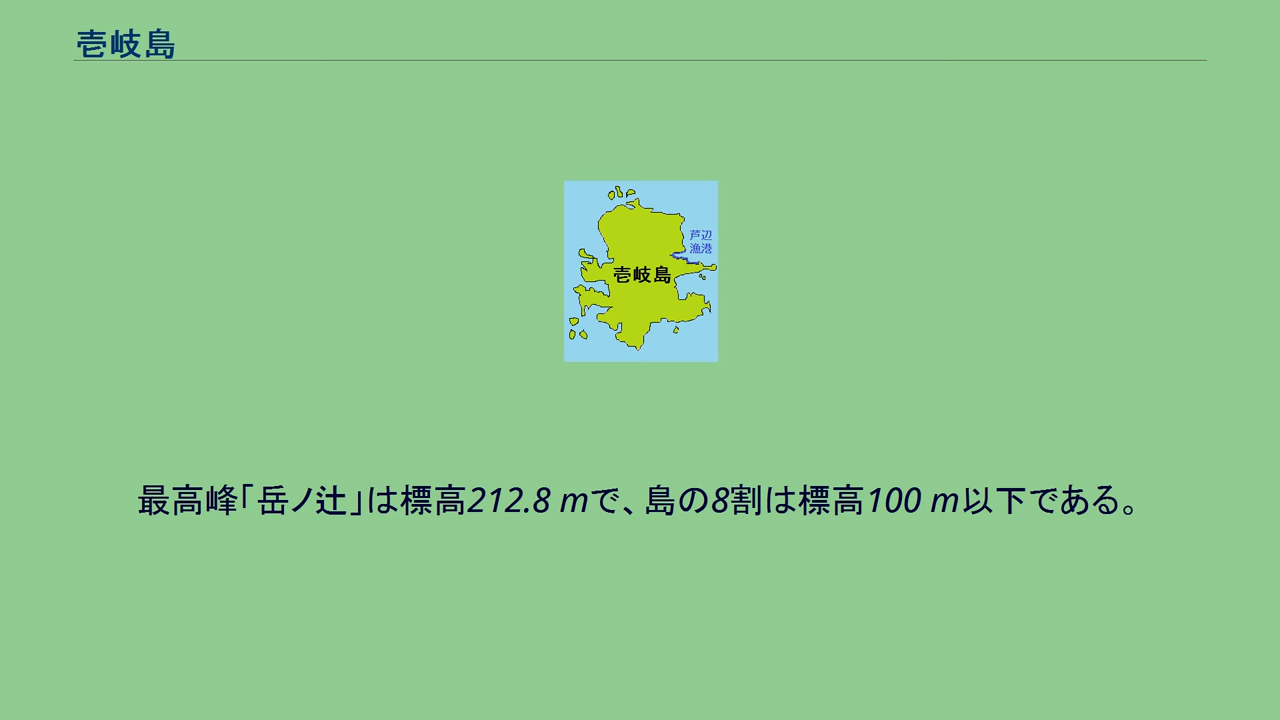 壱岐島
芦辺
漁港
壱岐島
最高峰「岳ノ辻」は標高212.8 mで、島の8割は標高100 m以下である。